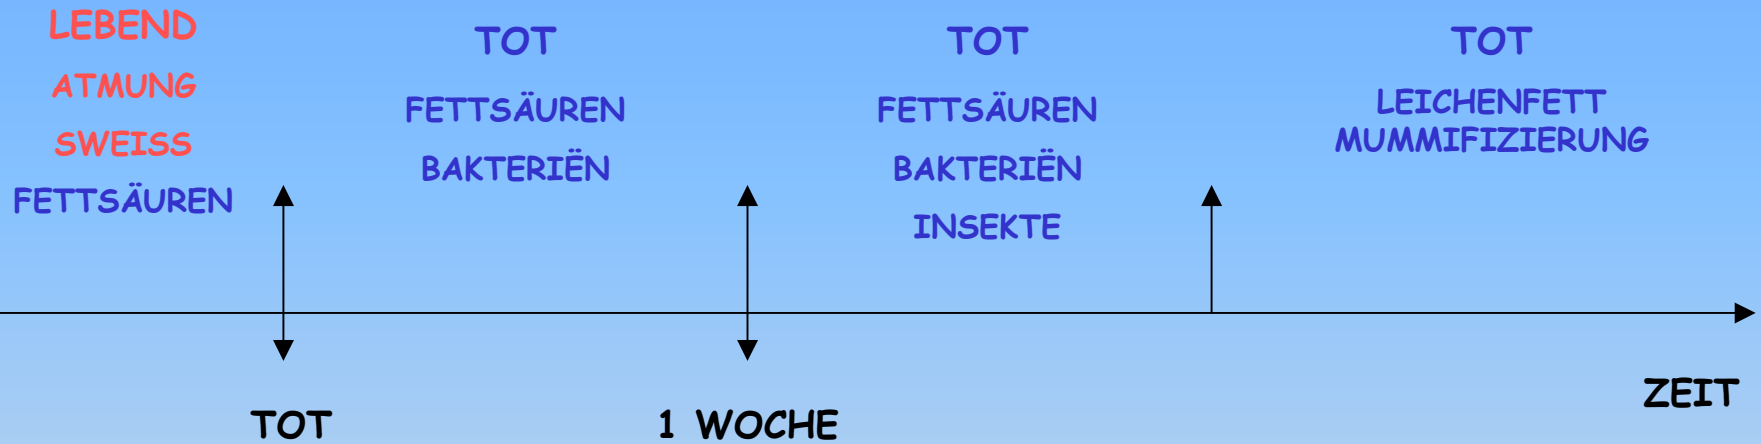 LEBEND
ATMUNG
SWEISS
FETTSÄUREN
TOT
FETTSÄUREN
BAKTERIËN
TOT
FETTSÄUREN
BAKTERIËN
INSEKTE
TOT
LEICHENFETT
MUMMIFIZIERUNG
TOT
1 WOCHE
ZEIT